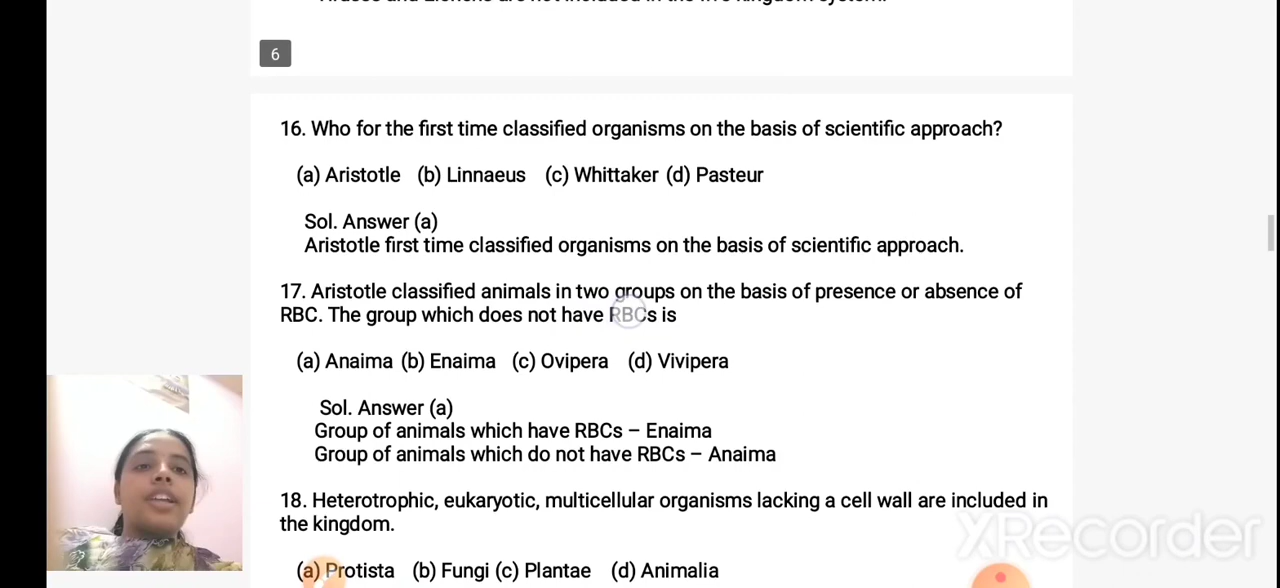 6
16. Who for the first time classified organisms on the basis of scientific approach?
(a) Aristotle (b) Linnaeus (c) Whittaker (d) Pasteur
Sol. Answer (a)
Aristotle first time classified organisms on the basis of scientific approach.
17. Aristotle classified animals in two groups on the basis of presence or absence of
RBC. The group which does not have RBCs is
(a) Anaima (b) Enaima (c) Ovipera (d) Vivipera
Sol. Answer (a)
Group of animals which have RBCs – Enaima
Group of animals which do not have RBCs – Anaima
18. Heterotrophic, eukaryotic, multicellular organisms lacking a cell wall are included in
the kingdom.
(a) Protista (b) Fungi (c) Plantae (d) Animalia
XRecorder